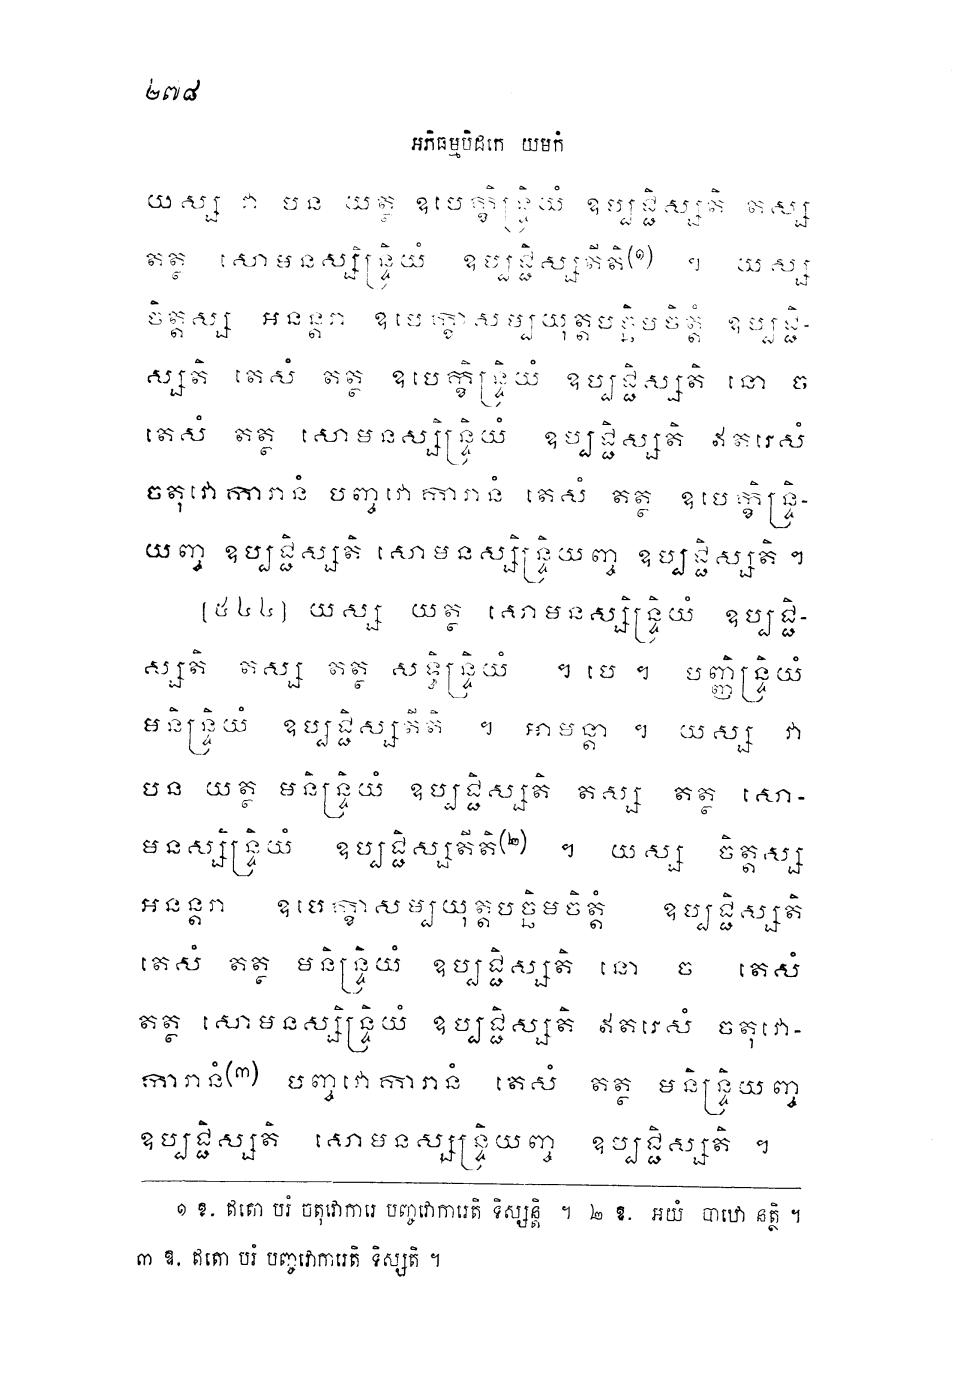 ២៧៨
អភិធម្មបិដកេ យមកំ
យស្ស វា បន យត្ថ ឧបេក្ខិន្ទ្រិយំ ឧប្បជ្ជិស្សតិ តស្ស
តត្ថ សោមនស្សិន្ទ្រិយំ ឧប្បជ្ជិស្សតីតិ(១) ។ យស្ស
ចិត្តស្ស អនន្តរា ឧបេក្ខាសម្បយុត្តបច្ឆិមចិត្តំ ឧប្បជ្ជិ-
ស្សតិ តេសំ តត្ថ ឧបេក្ខិន្ទ្រិយំ ឧប្បជ្ជិស្សតិ នោ ច
តេសំ តត្ថ សោមនស្សិន្ទ្រិយំ ឧប្បជ្ជិស្សតិ ឥតរេសំ
ចតុវោការានំ បញ្ចវោការានំ តេសំ តត្ថ ឧបេក្ខិន្ទ្រិ-
យញ្ច ឧប្បជ្ជិស្សតិ សោមនស្សិន្ទ្រិយញ្ច ឧប្បជ្ជិស្សតិ ។
(៥៤៤) យស្ស យត្ថ សោមនស្សិន្ទ្រិយំ ឧប្បជ្ជិ-
ស្សតិ តស្ស តត្ថ សទ្ធិន្ទ្រិយំ ។ បេ ។ បញ្ញិន្ទ្រិយំ
មនិន្ទ្រិយំ ឧប្បជ្ជិស្សតីតិ ។ អាមន្តា ។ យស្ស វា
បន យត្ថ មនិន្ទ្រិយំ ឧប្បជ្ជិស្សតិ តស្ស តត្ថ សោ-
មនស្សិន្ទ្រិយំ ឧប្បជ្ជិស្សតីតិ(២) ។ យស្ស ចិត្តស្ស
អនន្តរា ឧបេក្ខាសម្បយុត្តបច្ឆិមចិត្តំ ឧប្បជ្ជិស្សតិ
តេសំ តត្ថ មនិន្ទ្រិយំ ឧប្បជ្ជិស្សតិ នោ ច តេសំ
តត្ថ សោមនស្សិន្ទ្រិយំ ឧប្បជ្ជិស្សតិ ឥតរេសំ ចតុវោ-
ការានំ(៣) បញ្ចវោការានំ តេសំ តត្ថ មនិន្ទ្រិយញ្ច
ឧប្បជ្ជិស្សតិ សោមនស្សន្ទ្រិយញ្ច ឧប្បជ្ជិស្សតិ ។
១ ឧ. ឥតោ បរំ ចតុវោការេ បញ្ចវោការេតិ ទិស្សន្តិ ។ ២ ឧ. អយំ បាឋោ នត្ថិ ។
៣ ឧ. ឥតោ បរំ បញ្ចវោការេតិ ទិស្សតិ ។